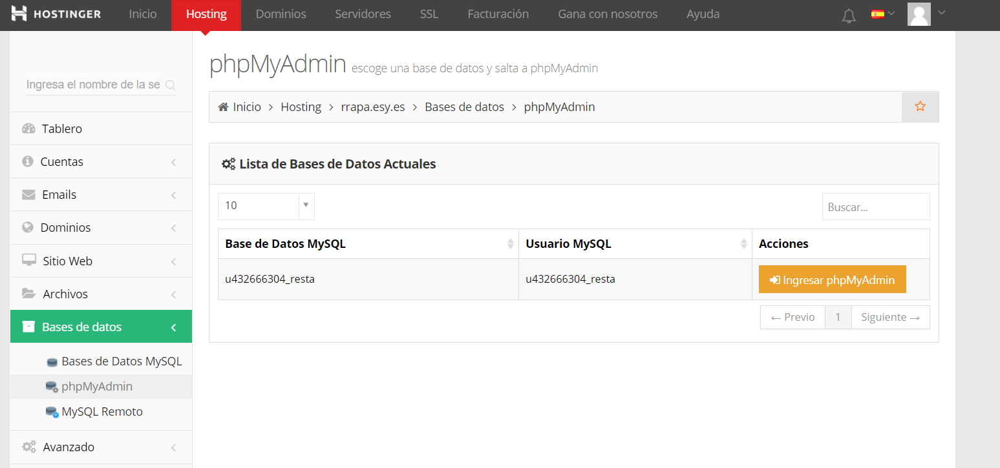 HOSTINGER Inicio Hosting Dominios Servidores SSL Facturación Gana con nosotros Ayuda
Ingresa el nombre de la se
Tablero
Cuentas
Emails
Dominios
Sitio Web
Archivos
Bases de datos
Bases de Datos MySQL
phpMyAdmin
MySQL Remoto
Avanzado
phpMyAdmin escoge una base de datos y salta a phpMyAdmin
Inicio > Hosting > rrapa.esy.es > Bases de datos > phpMyAdmin
Lista de Bases de Datos Actuales
10 Buscar...
Base de Datos MySQL Usuario MySQL Acciones
u432666304_resta u432666304_resta Ingresar phpMyAdmin
← Previo 1 Siguiente →